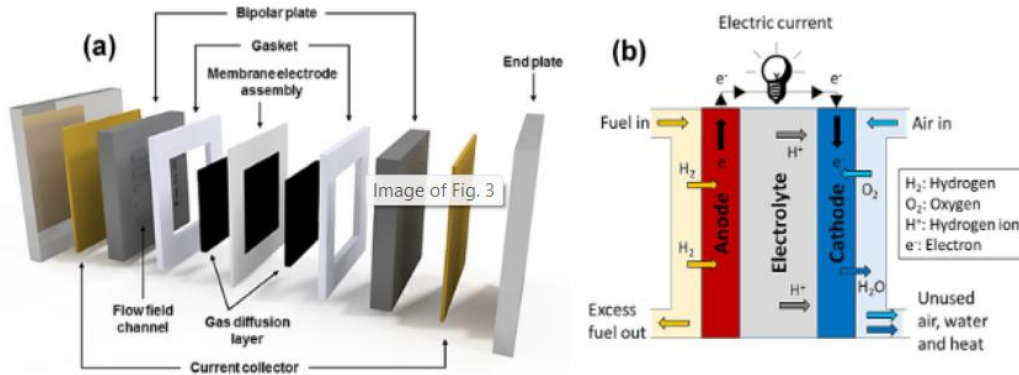 (a)
Bipolar plate
Gasket
Membrane electrode
assembly
End plate
Image of Fig. 3
Flow field
channel
Gas diffusion
layer
Current collector
(b)
Electric current
e⁻
e⁻
Fuel in
Air in
H⁺
e⁻
e⁻
H₂
O₂
Anode
Electrolyte
Cathode
H₂
H₂O
H⁺
Excess
fuel out
Unused
air, water
and heat
H₂: Hydrogen
O₂: Oxygen
H⁺: Hydrogen ion
e⁻: Electron